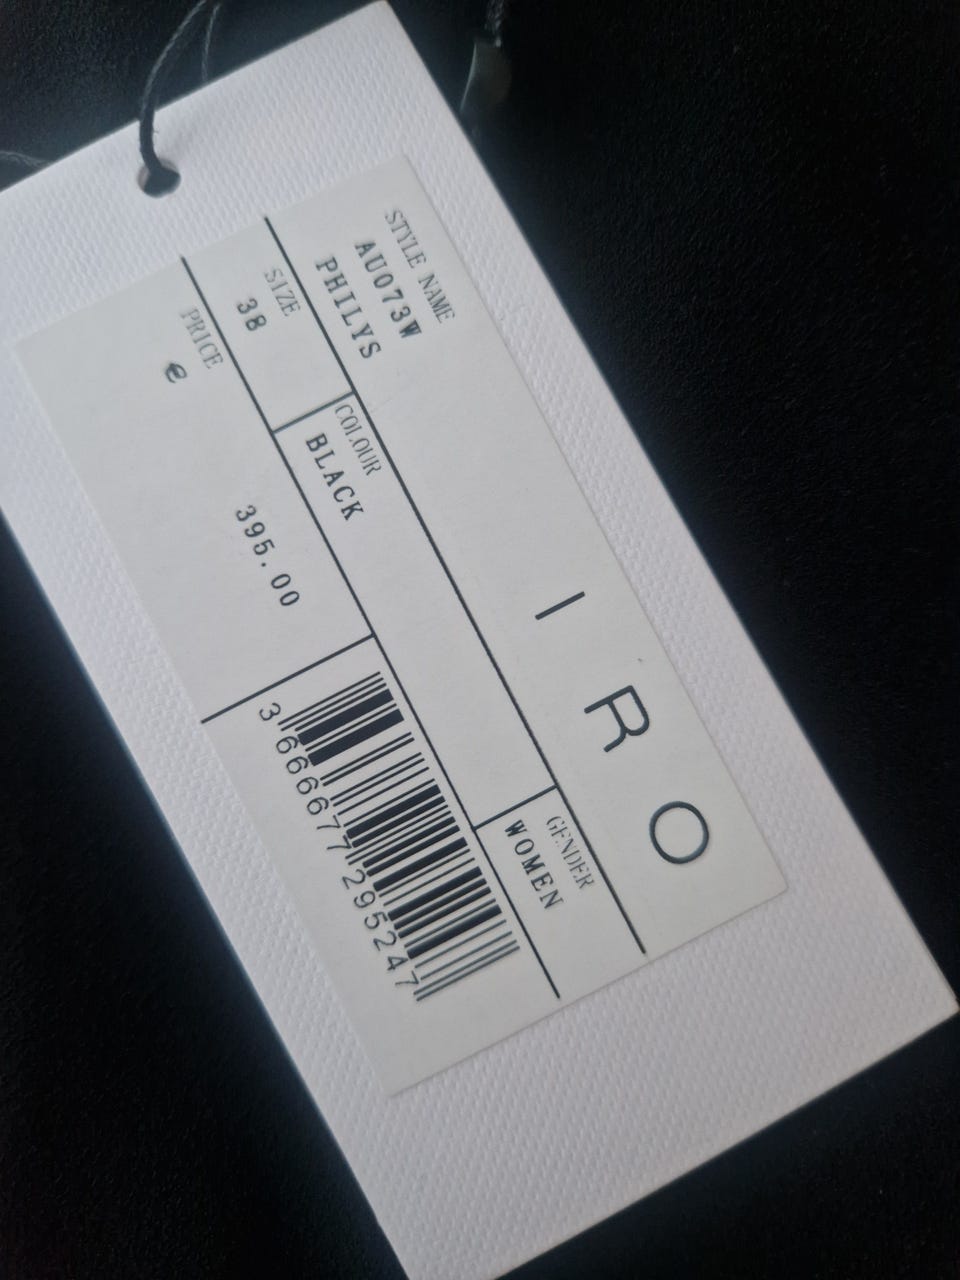 IRO
STYLE NAME
AU073W
PHILYS
SIZE
38
COLOUR
BLACK
GENDER
WOMEN
PRICE
€ 395.00
3666677295247